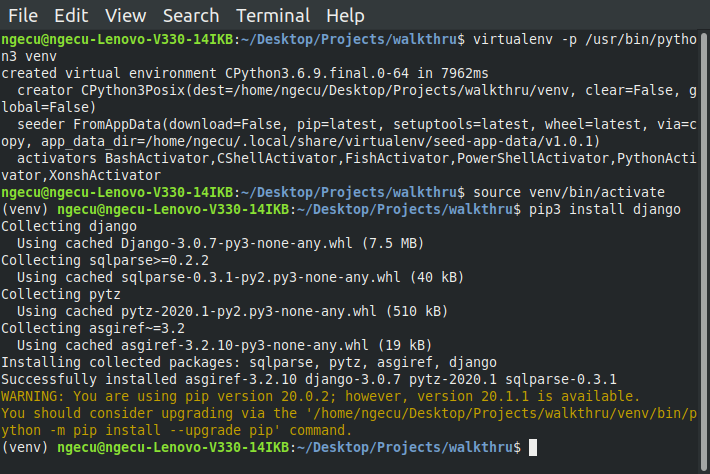 File Edit View Search Terminal Help
ngecu@ngecu-Lenovo-V330-14IKB:~/Desktop/Projects/walkthru$ virtualenv -p /usr/bin/pytho
n3 venv
created virtual environment CPython3.6.9.final.0-64 in 7962ms
  creator CPython3Posix(dest=/home/ngecu/Desktop/Projects/walkthru/venv, clear=False, g
lobal=False)
  seeder FromAppData(download=False, pip=latest, setuptools=latest, wheel=latest, via=c
opy, app_data_dir=/home/ngecu/.local/share/virtualenv/seed-app-data/v1.0.1)
  activators BashActivator,CShellActivator,FishActivator,PowerShellActivator,PythonActi
vator,XonshActivator
ngecu@ngecu-Lenovo-V330-14IKB:~/Desktop/Projects/walkthru$ source venv/bin/activate
(venv) ngecu@ngecu-Lenovo-V330-14IKB:~/Desktop/Projects/walkthru$ pip3 install django
Collecting django
  Using cached Django-3.0.7-py3-none-any.whl (7.5 MB)
Collecting sqlparse>=0.2.2
  Using cached sqlparse-0.3.1-py2.py3-none-any.whl (40 kB)
Collecting pytz
  Using cached pytz-2020.1-py2.py3-none-any.whl (510 kB)
Collecting asgiref~=3.2
  Using cached asgiref-3.2.10-py3-none-any.whl (19 kB)
Installing collected packages: sqlparse, pytz, asgiref, django
Successfully installed asgiref-3.2.10 django-3.0.7 pytz-2020.1 sqlparse-0.3.1
WARNING: You are using pip version 20.0.2; however, version 20.1.1 is available.
You should consider upgrading via the '/home/ngecu/Desktop/Projects/walkthru/venv/bin/p
ython -m pip install --upgrade pip' command.
(venv) ngecu@ngecu-Lenovo-V330-14IKB:~/Desktop/Projects/walkthru$